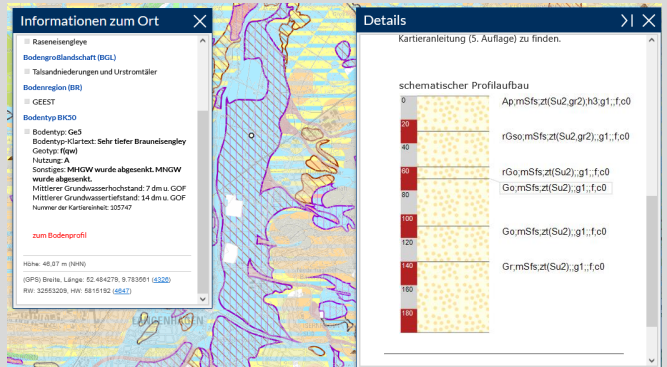 Informationen zum Ort
Raseneisengleye
Bodengroßlandschaft (BGL)
Talsandniederungen und Urstromtäler
Bodenregion (BR)
GEEST
Bodentyp BK50
Bodentyp: Ge5
Bodentyp-Klartext: Sehr tiefer Brauneisengley
Geotyp: f(qw)
Nutzung: A
Sonstiges: MHGW wurde abgesenkt. MNGW
wurde abgesenkt.
Mittlerer Grundwasserhochstand: 7 dm u. GOF
Mittlerer Grundwassertiefstand: 14 dm u. GOF
Nummer der Kartiereinheit: 105747
zum Bodenprofil
Höhe: 46,07 m (NHN)
(GPS) Breite, Länge: 52.484279, 9.783661 (4326)
RW: 32553209, HW: 5815192 (4647)
LANGENHAGEN
Details
Kartieranleitung (5. Auflage) zu finden.
schematischer Profilaufbau
0
Ap;mSfs;zt(Su2,gr2);h3;g1;;f;c0
20
rGso;mSfs;zt(Su2,gr2);;g1;;f;c0
40
60
rGo;mSfs;zt(Su2);;g1;;f;c0
Go;mSfs;zt(Su2);;g1;;f;c0
80
100
Go;mSfs;zt(Su2);;g1;;f;c0
120
140
Gr;mSfs;zt(Su2);;g1;;f;c0
160
180